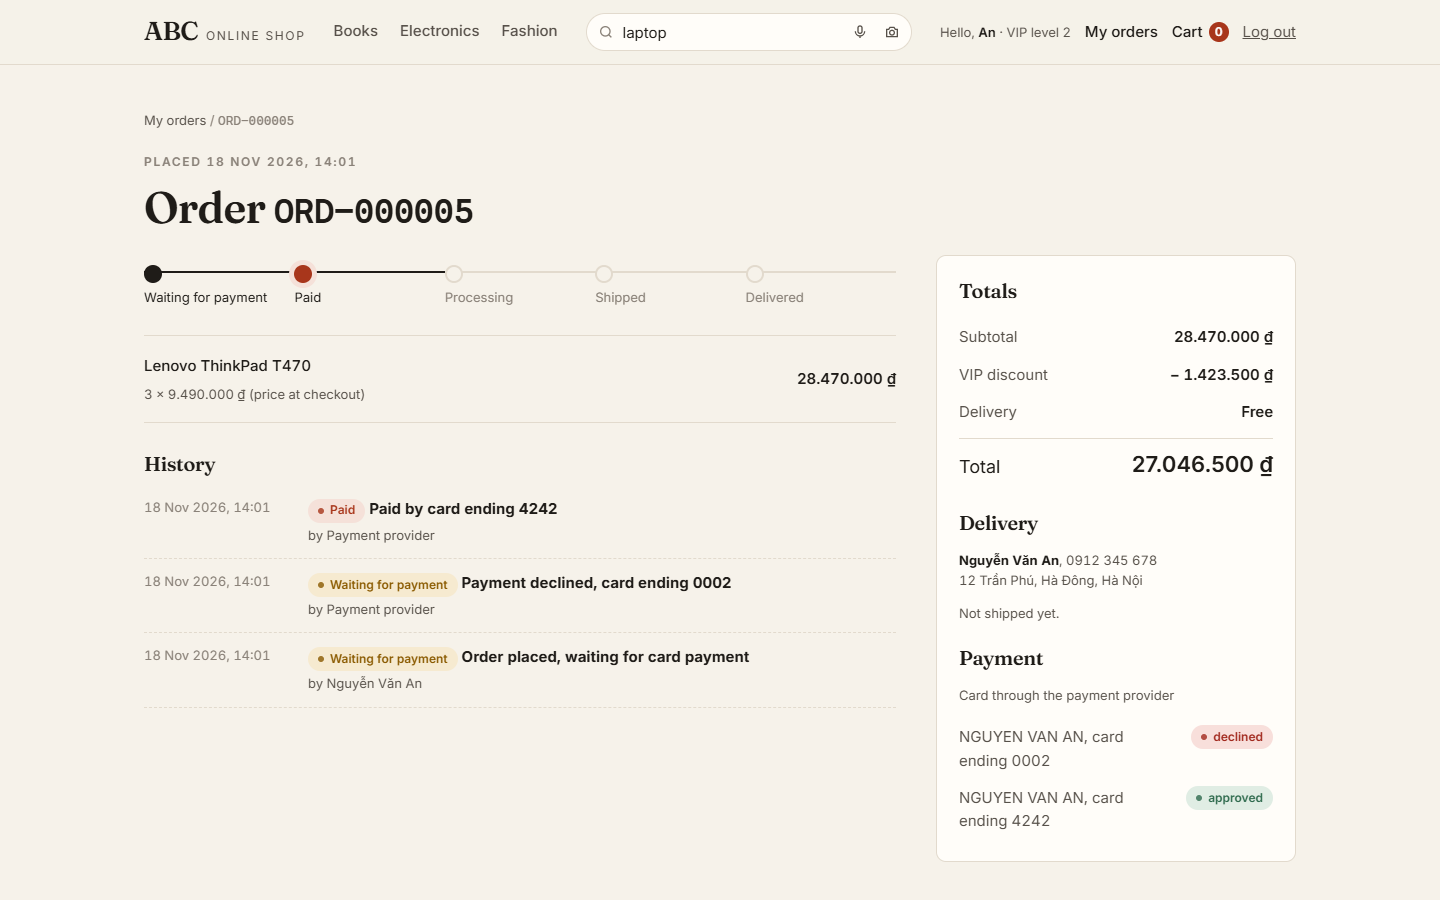 ABC ONLINE SHOP Books Electronics Fashion laptop Hello, An · VIP level 2 My orders Cart 0 Log out
My orders / ORD-000005
PLACED 18 NOV 2026, 14:01
Order ORD-000005
Waiting for payment Paid Processing Shipped Delivered
Lenovo ThinkPad T470
3 × 9.490.000 ₫ (price at checkout)
28.470.000 ₫
History
18 Nov 2026, 14:01 Paid Paid by card ending 4242
by Payment provider
18 Nov 2026, 14:01 Waiting for payment Payment declined, card ending 0002
by Payment provider
18 Nov 2026, 14:01 Waiting for payment Order placed, waiting for card payment
by Nguyễn Văn An
Totals
Subtotal 28.470.000 ₫
VIP discount − 1.423.500 ₫
Delivery Free
Total 27.046.500 ₫
Delivery
Nguyễn Văn An, 0912 345 678
12 Trần Phú, Hà Đông, Hà Nội
Not shipped yet.
Payment
Card through the payment provider
NGUYEN VAN AN, card declined
ending 0002
NGUYEN VAN AN, card approved
ending 4242